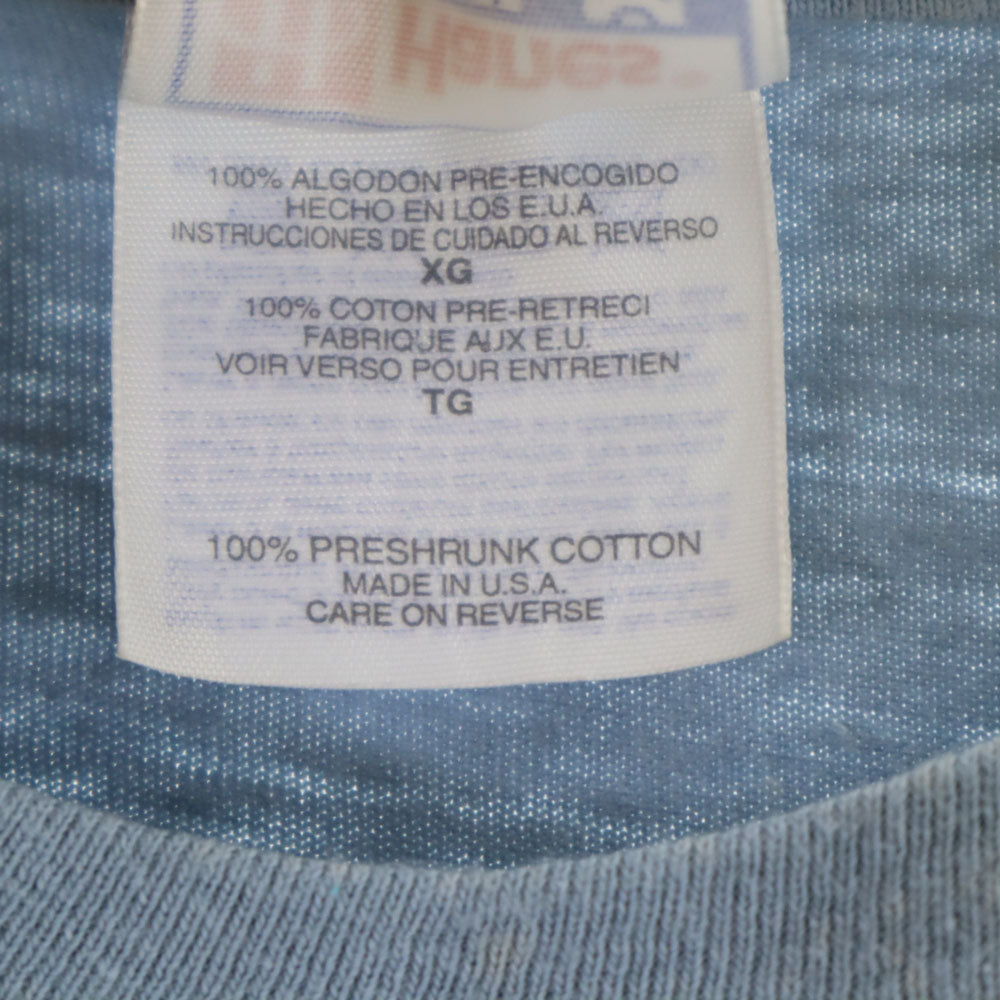 Hanes
100% ALGODON PRE-ENCOGIDO
HECHO EN LOS E.U.A.
INSTRUCCIONES DE CUIDADO AL REVERSO
XG
100% COTON PRE-RETRECI
FABRIQUE AUX E.U.
VOIR VERSO POUR ENTRETIEN
TG
100% PRESHRUNK COTTON
MADE IN U.S.A.
CARE ON REVERSE